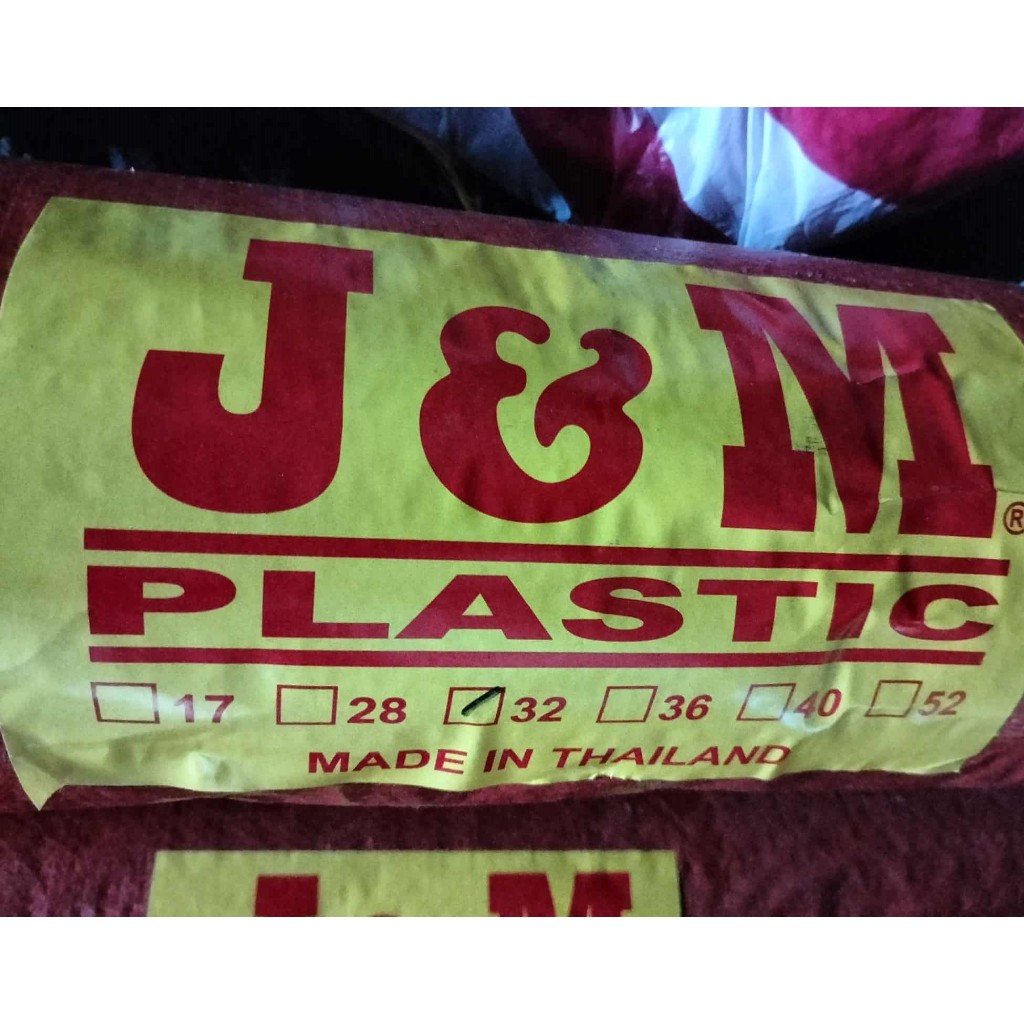 J & M ®
PLASTIC
☐ 17 ☐ 28 ☑ 32 ☐ 36 ☐ 40 ☐ 52
MADE IN THAILAND